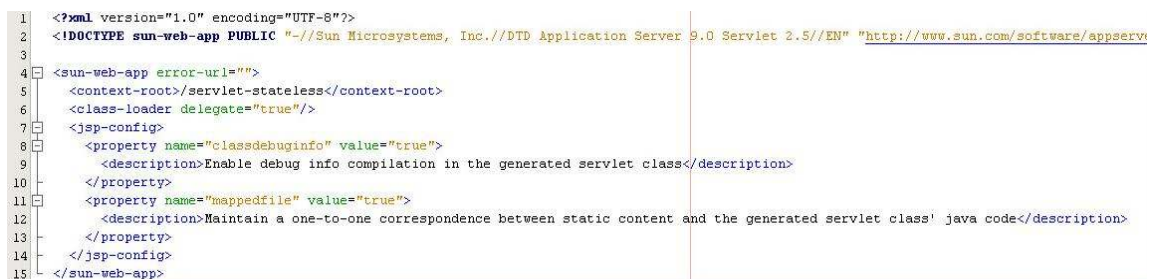 1 <?xml version="1.0" encoding="UTF-8"?>
2 <!DOCTYPE sun-web-app PUBLIC "-//Sun Microsystems, Inc.//DTD Application Server 9.0 Servlet 2.5//EN" "http://www.sun.com/software/appserve
3
4 <sun-web-app error-url="">
5 <context-root>/servlet-stateless</context-root>
6 <class-loader delegate="true"/>
7 <jsp-config>
8 <property name="classdebuginfo" value="true">
9 <description>Enable debug info compilation in the generated servlet class</description>
10 </property>
11 <property name="mappedfile" value="true">
12 <description>Maintain a one-to-one correspondence between static content and the generated servlet class' java code</description>
13 </property>
14 </jsp-config>
15 </sun-web-app>